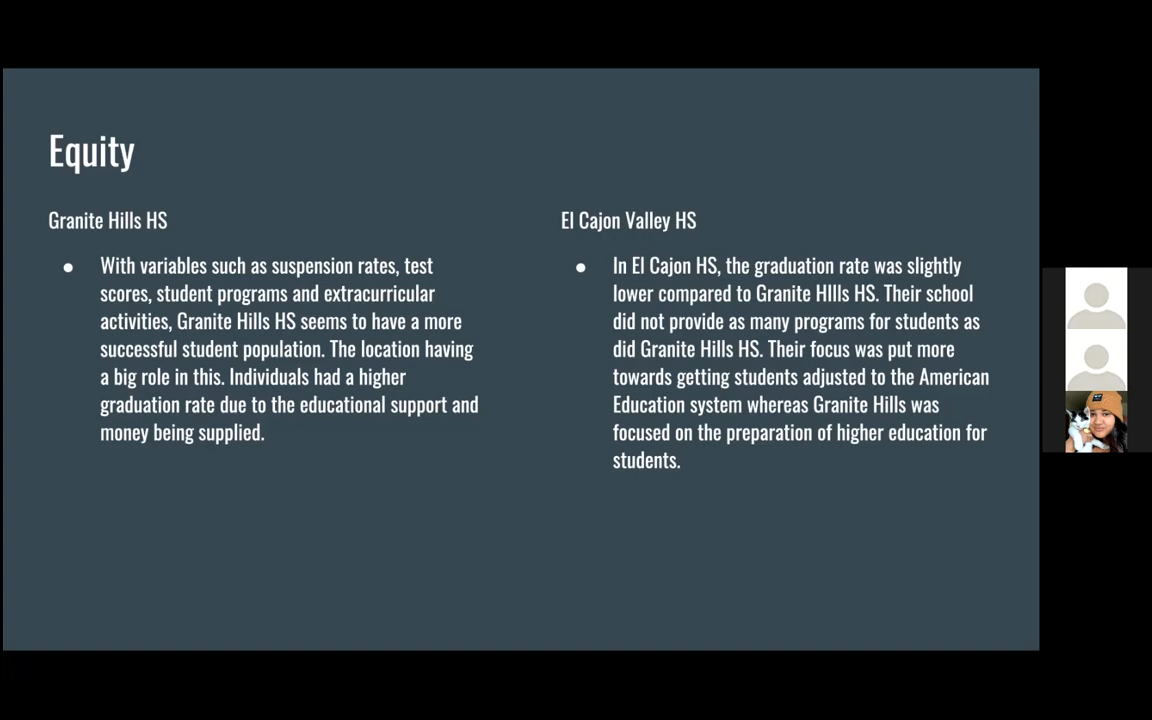 Equity
Granite Hills HS
With variables such as suspension rates, test
scores, student programs and extracurricular
activities, Granite Hills HS seems to have a more
successful student population. The location having
a big role in this. Individuals had a higher
graduation rate due to the educational support and
money being supplied.
El Cajon Valley HS
In El Cajon HS, the graduation rate was slightly
lower compared to Granite HIlls HS. Their school
did not provide as many programs for students as
did Granite Hills HS. Their focus was put more
towards getting students adjusted to the American
Education system whereas Granite Hills was
focused on the preparation of higher education for
students.